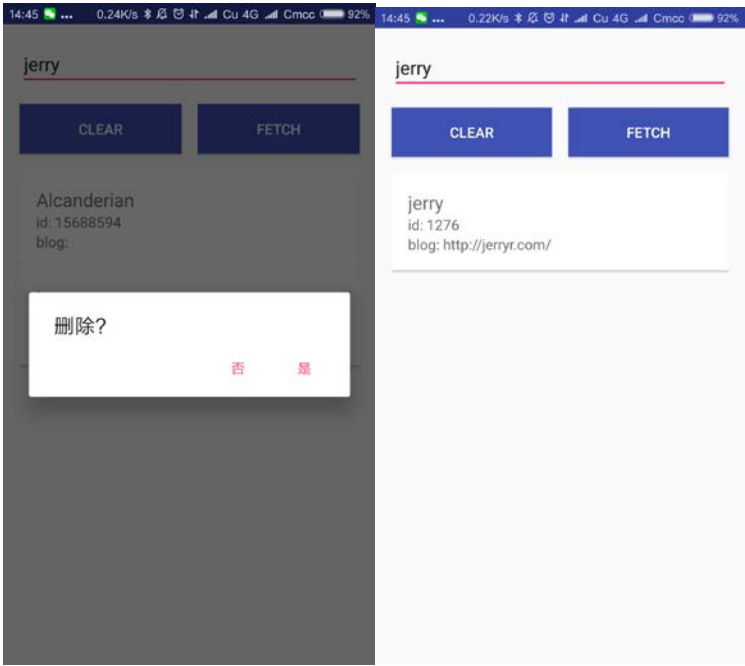 14:45 ... 0.24K/s Cu 4G Cmcc 92%
jerry
CLEAR FETCH
Alcanderian
id: 15688594
blog:
删除?
否 是
14:45 ... 0.22K/s Cu 4G Cmcc 92%
jerry
CLEAR FETCH
jerry
id: 1276
blog: http://jerryr.com/